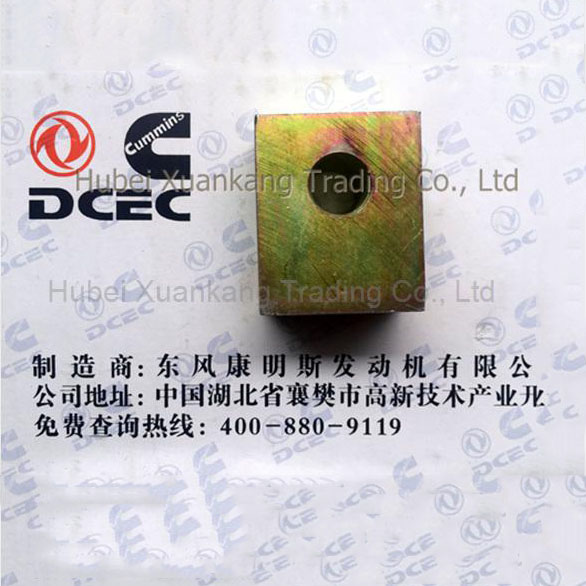 Cummins
DCEC
Hubei Xuankang Trading Co., Ltd
Hubei Xuankang Trading Co., Ltd
制造商:东风康明斯发动机有限公
公司地址:中国湖北省襄樊市高新技术产业开
免费查询热线:400-880-9119